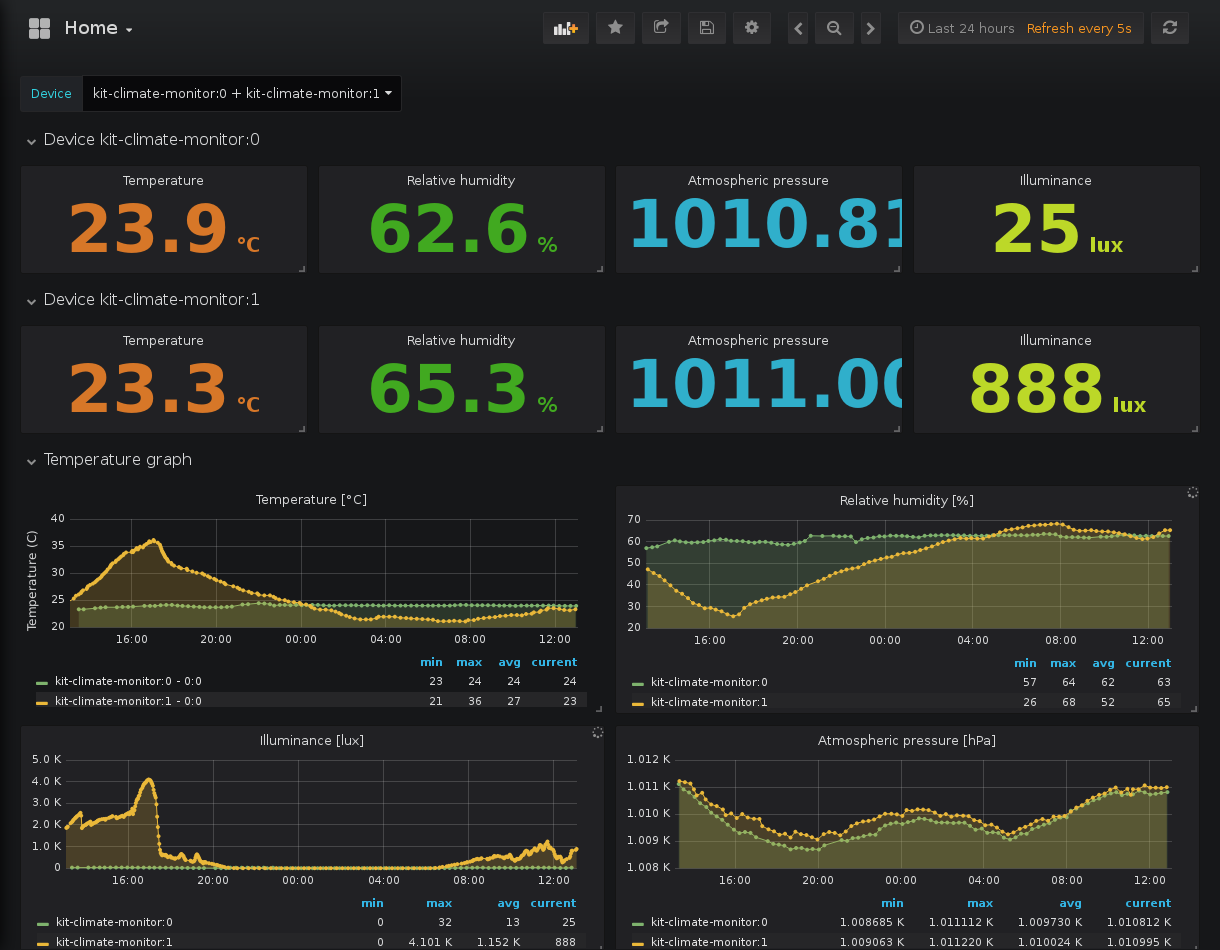 Home
Last 24 hours Refresh every 5s
Device kit-climate-monitor:0 + kit-climate-monitor:1
Device kit-climate-monitor:0
Temperature Relative humidity Atmospheric pressure Illuminance
23.9 °C 62.6 % 1010.81 25 lux
Device kit-climate-monitor:1
Temperature Relative humidity Atmospheric pressure Illuminance
23.3 °C 65.3 % 1011.00 888 lux
Temperature graph
Temperature [°C]
Temperature (C)
40
35
30
25
20
16:00 20:00 00:00 04:00 08:00 12:00
min max avg current
kit-climate-monitor:0 - 0:0 23 24 24 24
kit-climate-monitor:1 - 0:0 21 36 27 23
Relative humidity [%]
70
60
50
40
30
20
16:00 20:00 00:00 04:00 08:00 12:00
min max avg current
kit-climate-monitor:0 57 64 62 63
kit-climate-monitor:1 26 68 52 65
Illuminance [lux]
5.0 K
4.0 K
3.0 K
2.0 K
1.0 K
0
16:00 20:00 00:00 04:00 08:00 12:00
min max avg current
kit-climate-monitor:0 0 32 13 25
kit-climate-monitor:1 0 4.101 K 1.152 K 888
Atmospheric pressure [hPa]
1.012 K
1.011 K
1.010 K
1.009 K
1.008 K
16:00 20:00 00:00 04:00 08:00 12:00
min max avg current
kit-climate-monitor:0 1.008685 K 1.011112 K 1.009730 K 1.010812 K
kit-climate-monitor:1 1.009063 K 1.011220 K 1.010024 K 1.010995 K